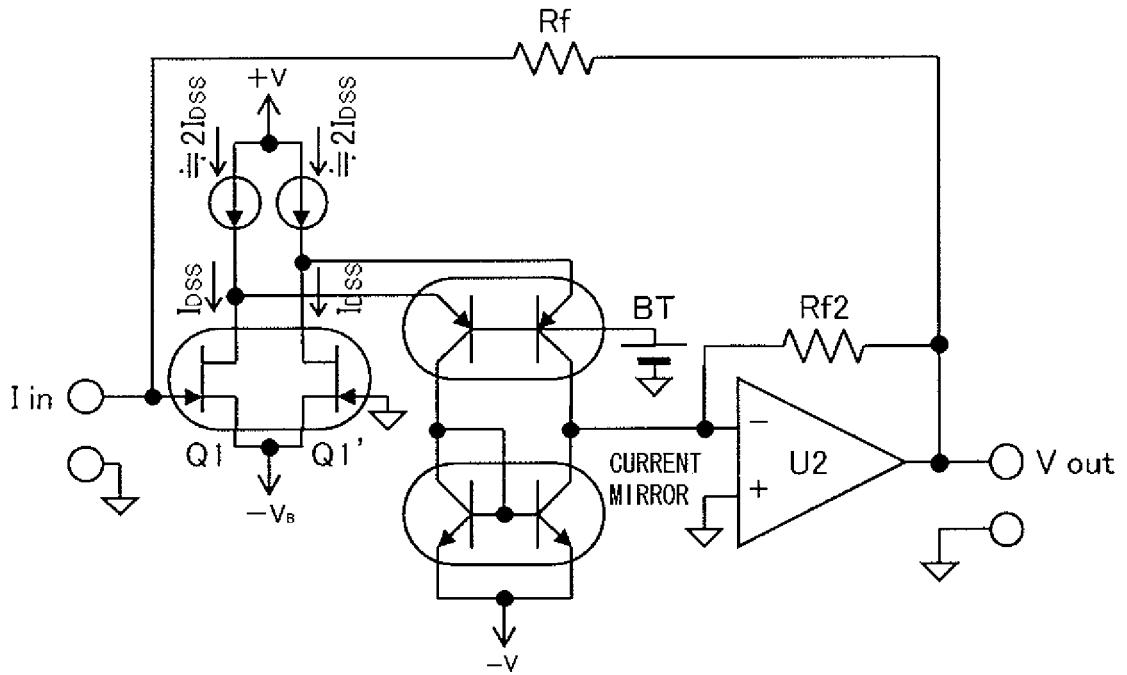 Rf
+V
≒2IDSS
≒2IDSS
IDSS
IDSS
BT
Rf2
I in
Q1
Q1'
−VB
CURRENT
MIRROR
−
+
U2
V out
−V